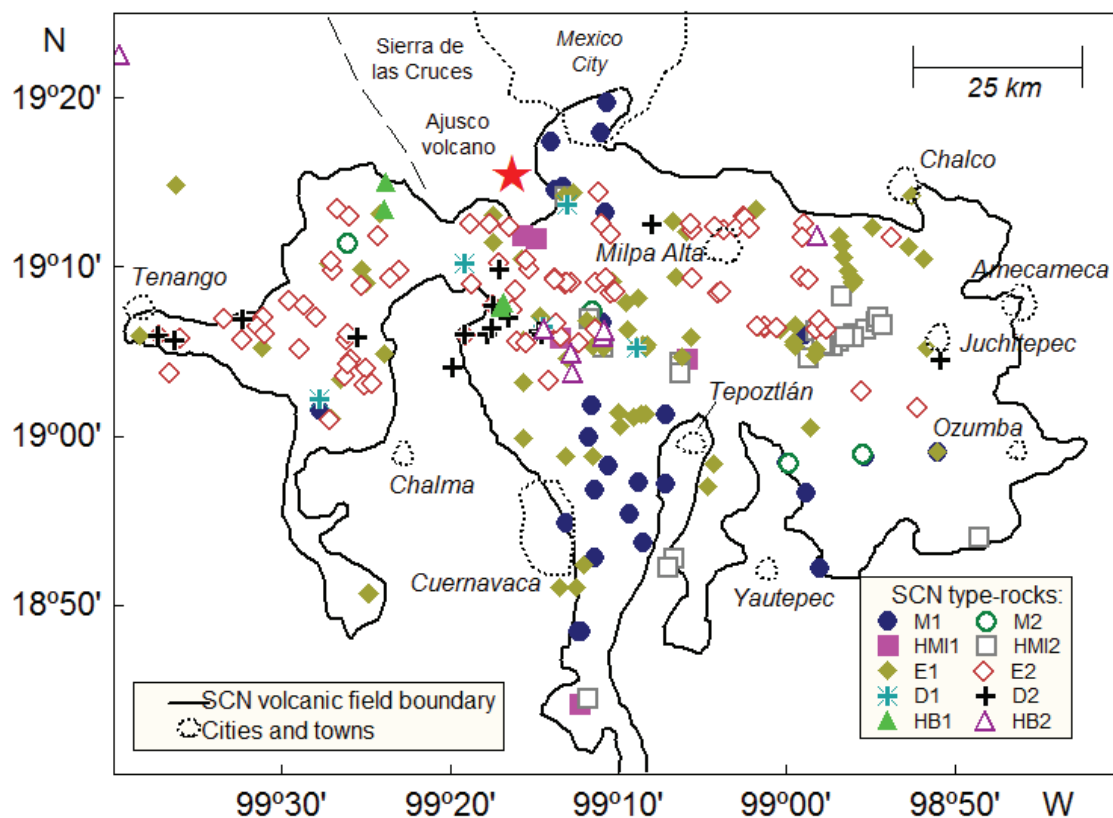 N
Sierra de
las Cruces
Mexico
City
25 km
19º20'
Ajusco
volcano
Chalco
Milpa Alta
19º10'
Tenango
Amecameca
Juchitepec
Tepoztlán
19º00'
Ozumba
Chalma
Cuernavaca
Yautepec
18º50'
SCN type-rocks:
M1 M2
HMI1 HMI2
E1 E2
D1 D2
HB1 HB2
SCN volcanic field boundary
Cities and towns
99º30' 99º20' 99º10' 99º00' 98º50' W